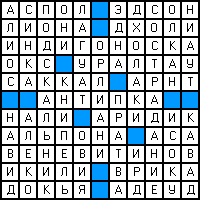 АСПОЛ ЭДСОН
ЛИОНА ДХОЛИ
ИНДИГОНОСКА
ОКС УРАЛТАУ
САККАЛ АРНТ
АНТИПКА
НАЛИ АРИДИК
АЛЬПОНА АСА
ВЕНЕВИТИНОВ
ИКИЛИ ВРИКА
ДОКЬЯ АДЕУД